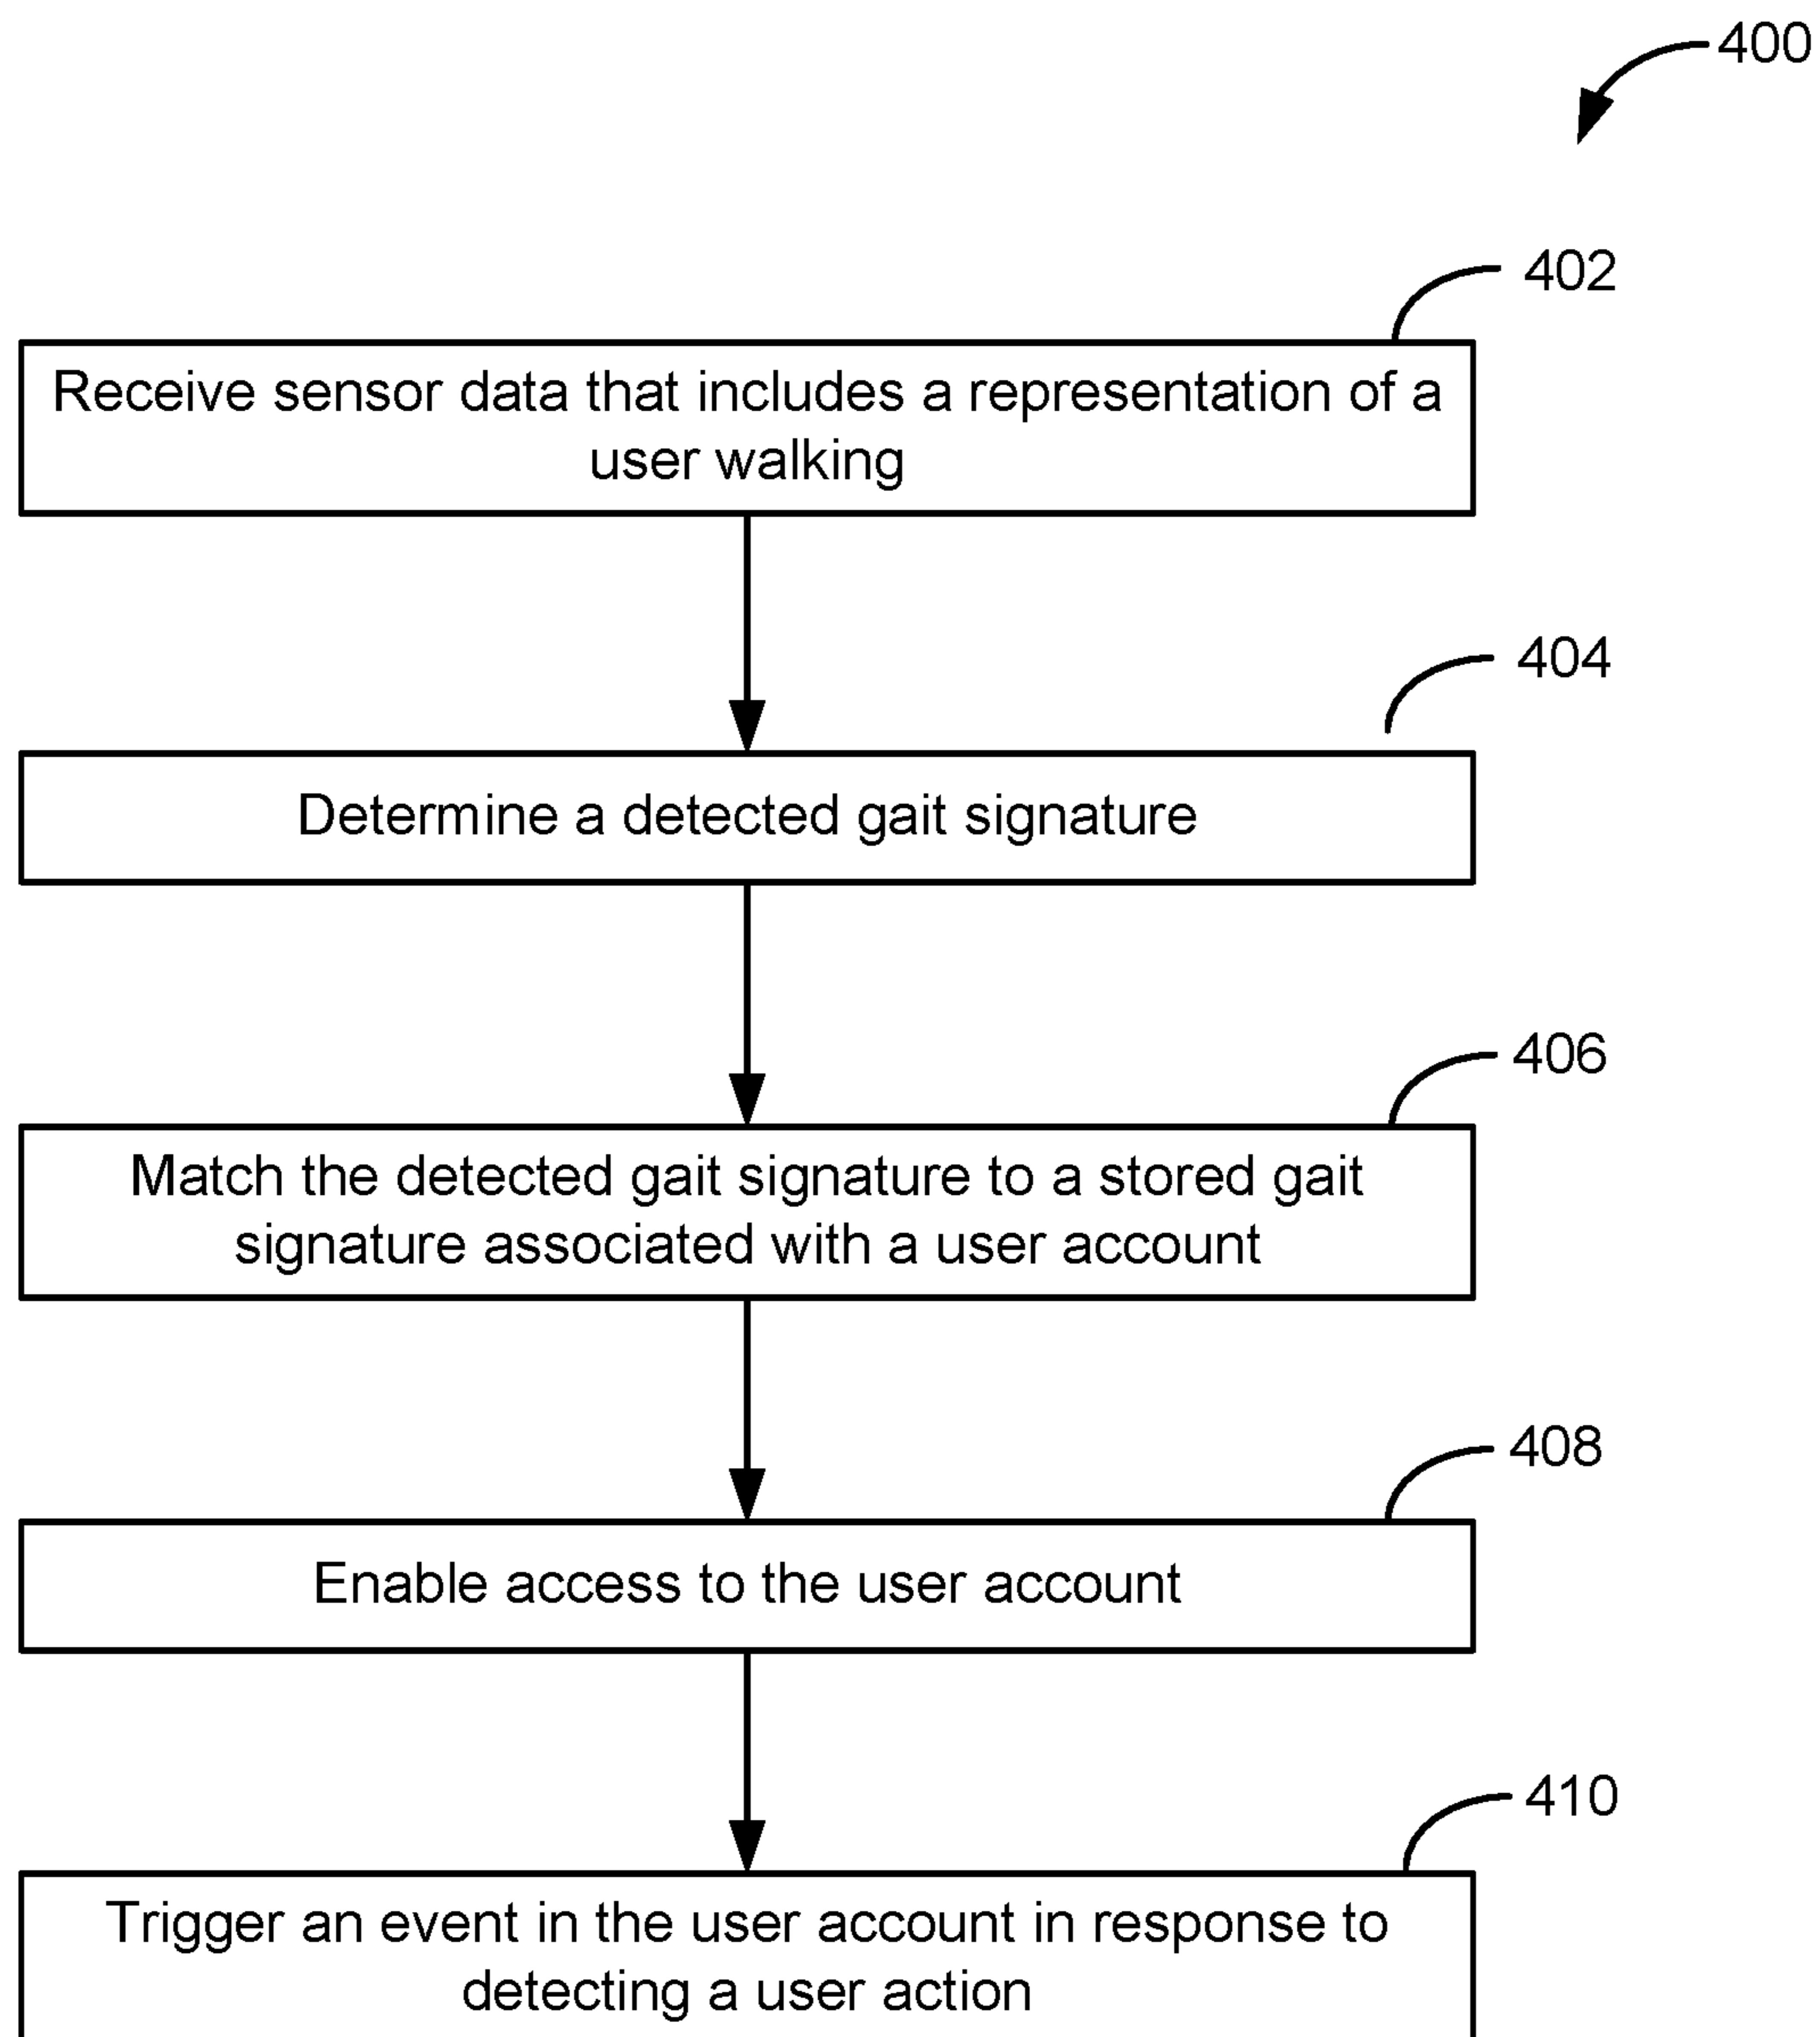 400
402
Receive sensor data that includes a representation of a
user walking
404
Determine a detected gait signature
406
Match the detected gait signature to a stored gait
signature associated with a user account
408
Enable access to the user account
410
Trigger an event in the user account in response to
detecting a user action